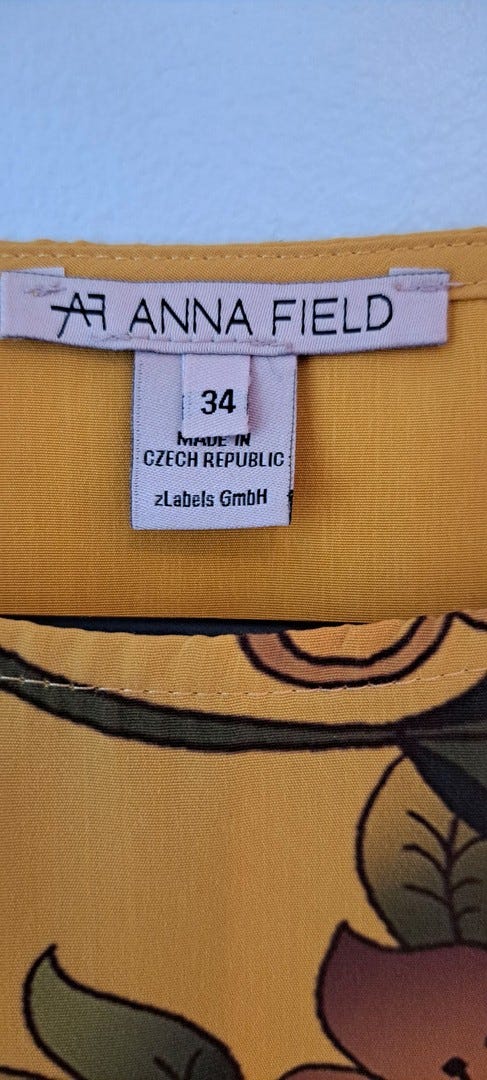 AF ANNA FIELD
34
MADE IN
CZECH REPUBLIC
zLabels GmbH